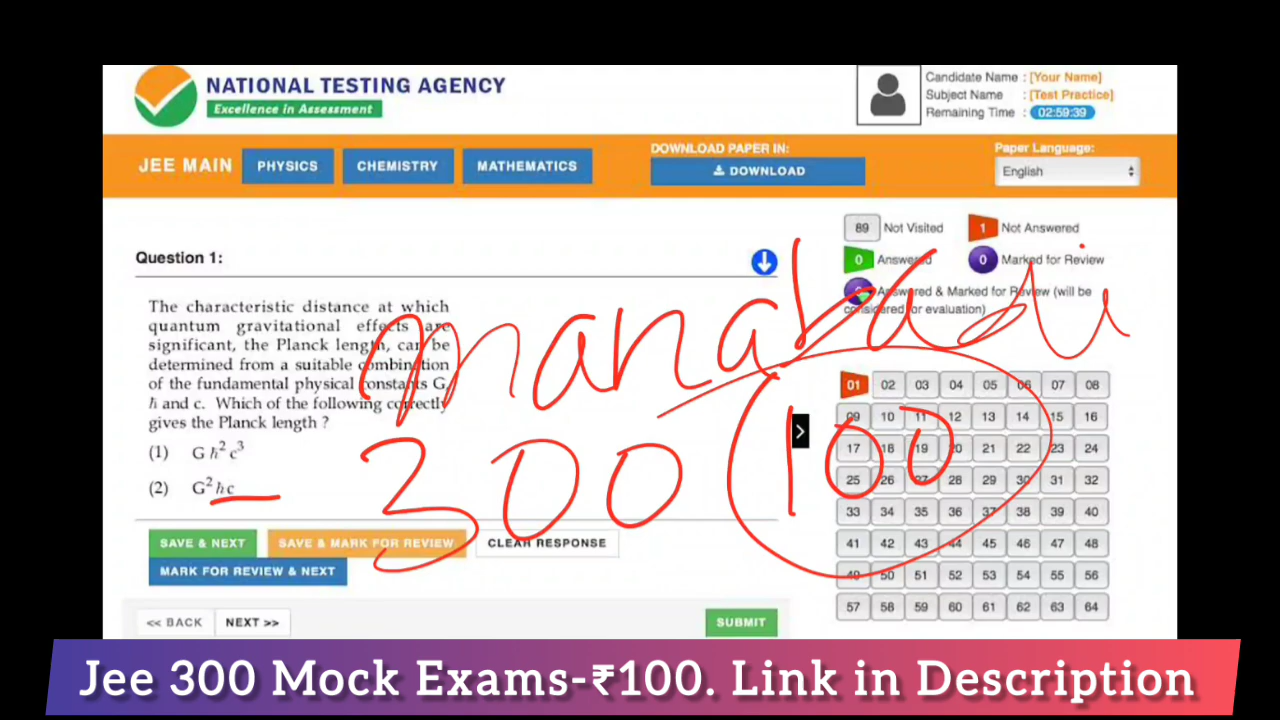 NATIONAL TESTING AGENCY
Excellence in Assessment
Candidate Name : [Your Name]
Subject Name : [Test Practice]
Remaining Time : 02:59:39
JEE MAIN
PHYSICS
CHEMISTRY
MATHEMATICS
DOWNLOAD PAPER IN:
DOWNLOAD
Paper Language:
English
Question 1:
The characteristic distance at which
quantum gravitational effects are
significant, the Planck length, can be
determined from a suitable combination
of the fundamental physical constants G,
ħ and c. Which of the following correctly
gives the Planck length ?
(1) G ħ² c³
(2) G² ħ c
SAVE & NEXT
SAVE & MARK FOR REVIEW
CLEAR RESPONSE
MARK FOR REVIEW & NEXT
<< BACK
NEXT >>
SUBMIT
89 Not Visited
1 Not Answered
0 Answered
0 Marked for Review
Answered & Marked for Review (will be
considered for evaluation)
01 02 03 04 05 06 07 08
09 10 11 12 13 14 15 16
17 18 19 20 21 22 23 24
25 26 27 28 29 30 31 32
33 34 35 36 37 38 39 40
41 42 43 44 45 46 47 48
49 50 51 52 53 54 55 56
57 58 59 60 61 62 63 64
manabadi
300
100
Jee 300 Mock Exams-₹100. Link in Description